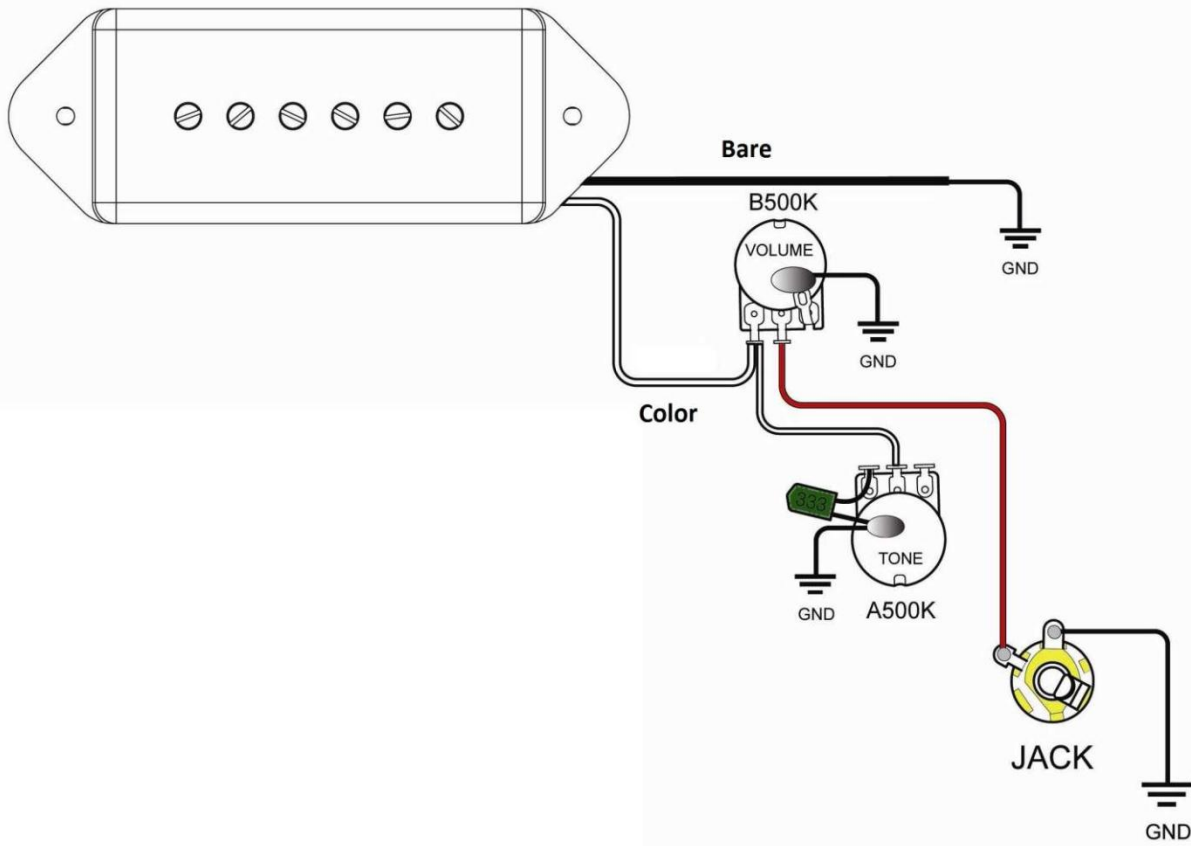 Bare
B500K
VOLUME
GND
GND
Color
333
TONE
GND
A500K
JACK
GND